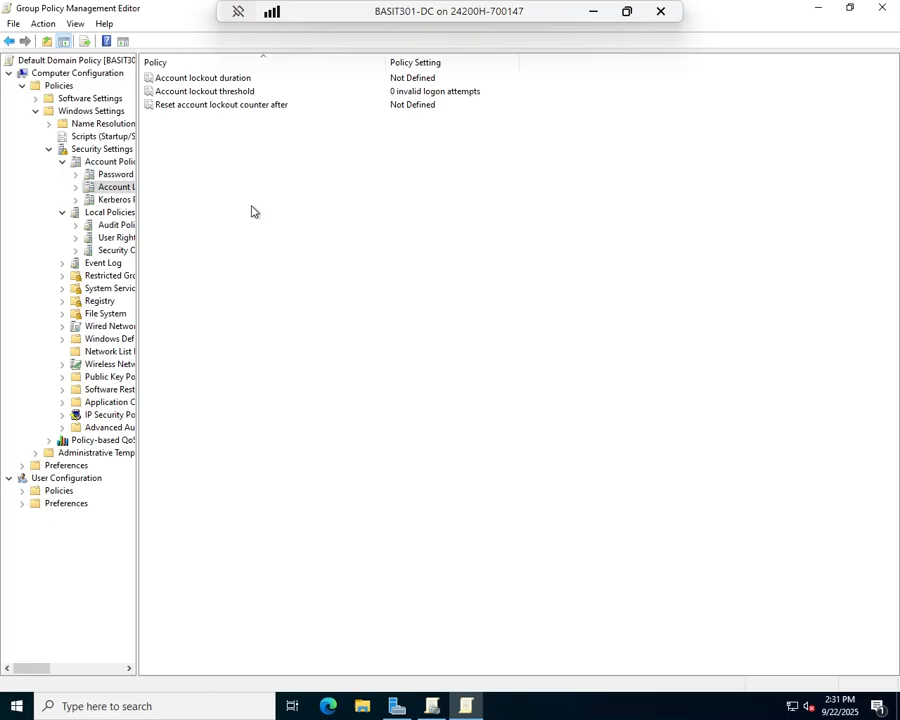 Group Policy Management Editor
BASIT301-DC on 24200H-700147
File Action View Help
Default Domain Policy [BASIT30
Computer Configuration
Policies
Software Settings
Windows Settings
Name Resolution
Scripts (Startup/S
Security Settings
Account Polic
Password
Account L
Kerberos P
Local Policies
Audit Poli
User Right
Security O
Event Log
Restricted Gro
System Servic
Registry
File System
Wired Networ
Windows Def
Network List
Wireless Netw
Public Key Po
Software Rest
Application C
IP Security Po
Advanced Au
Policy-based QoS
Administrative Temp
Preferences
User Configuration
Policies
Preferences
Policy Policy Setting
Account lockout duration Not Defined
Account lockout threshold 0 invalid logon attempts
Reset account lockout counter after Not Defined
Type here to search
2:31 PM
9/22/2025
1